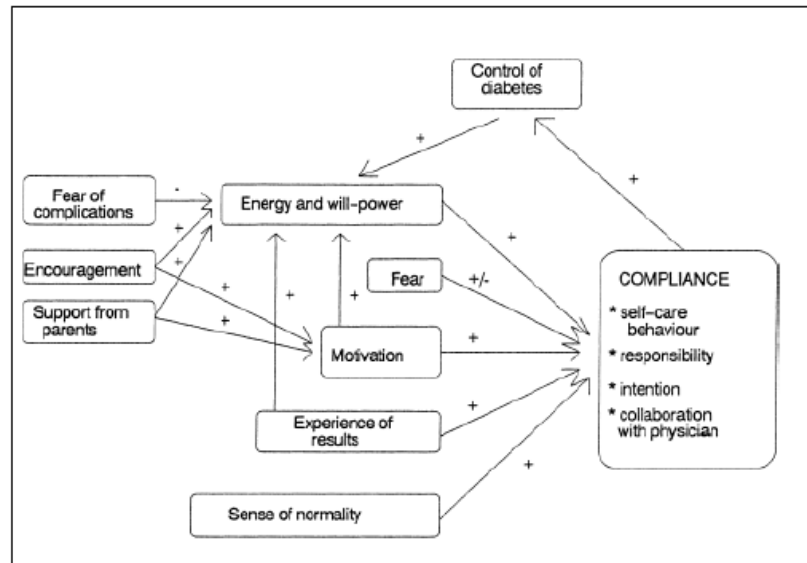 Control of
diabetes
+
+
Fear of
complications
-
Energy and will-power
+
+
Encouragement
+
+
Support from
parents
+
+
+
Fear
+/-
Motivation
+
COMPLIANCE
* self-care
behaviour
* responsibility
* intention
* collaboration
with physician
Experience of
results
+
Sense of normality
+